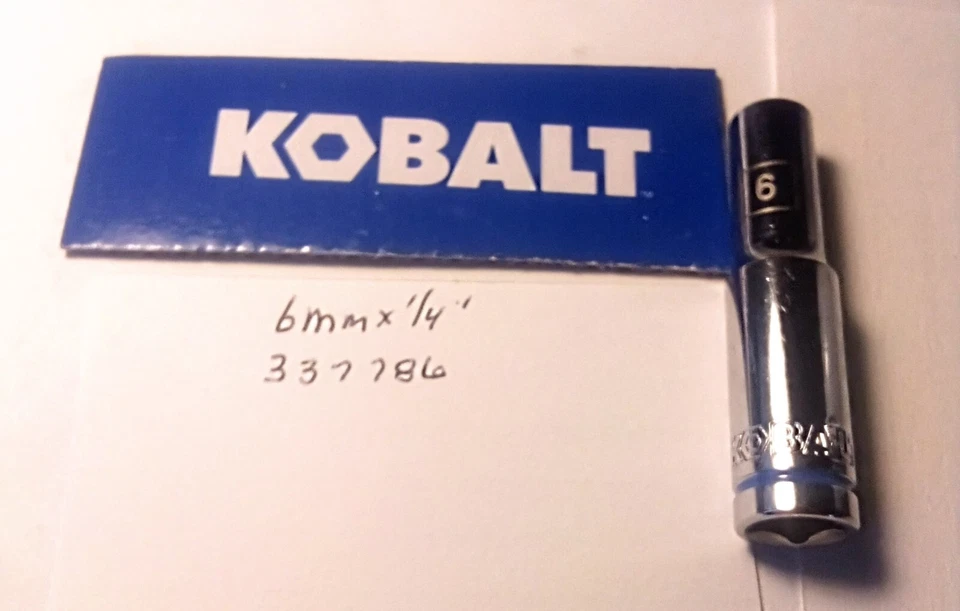 KOBALT
6
6mm x 1/4"
337786
KOBALT